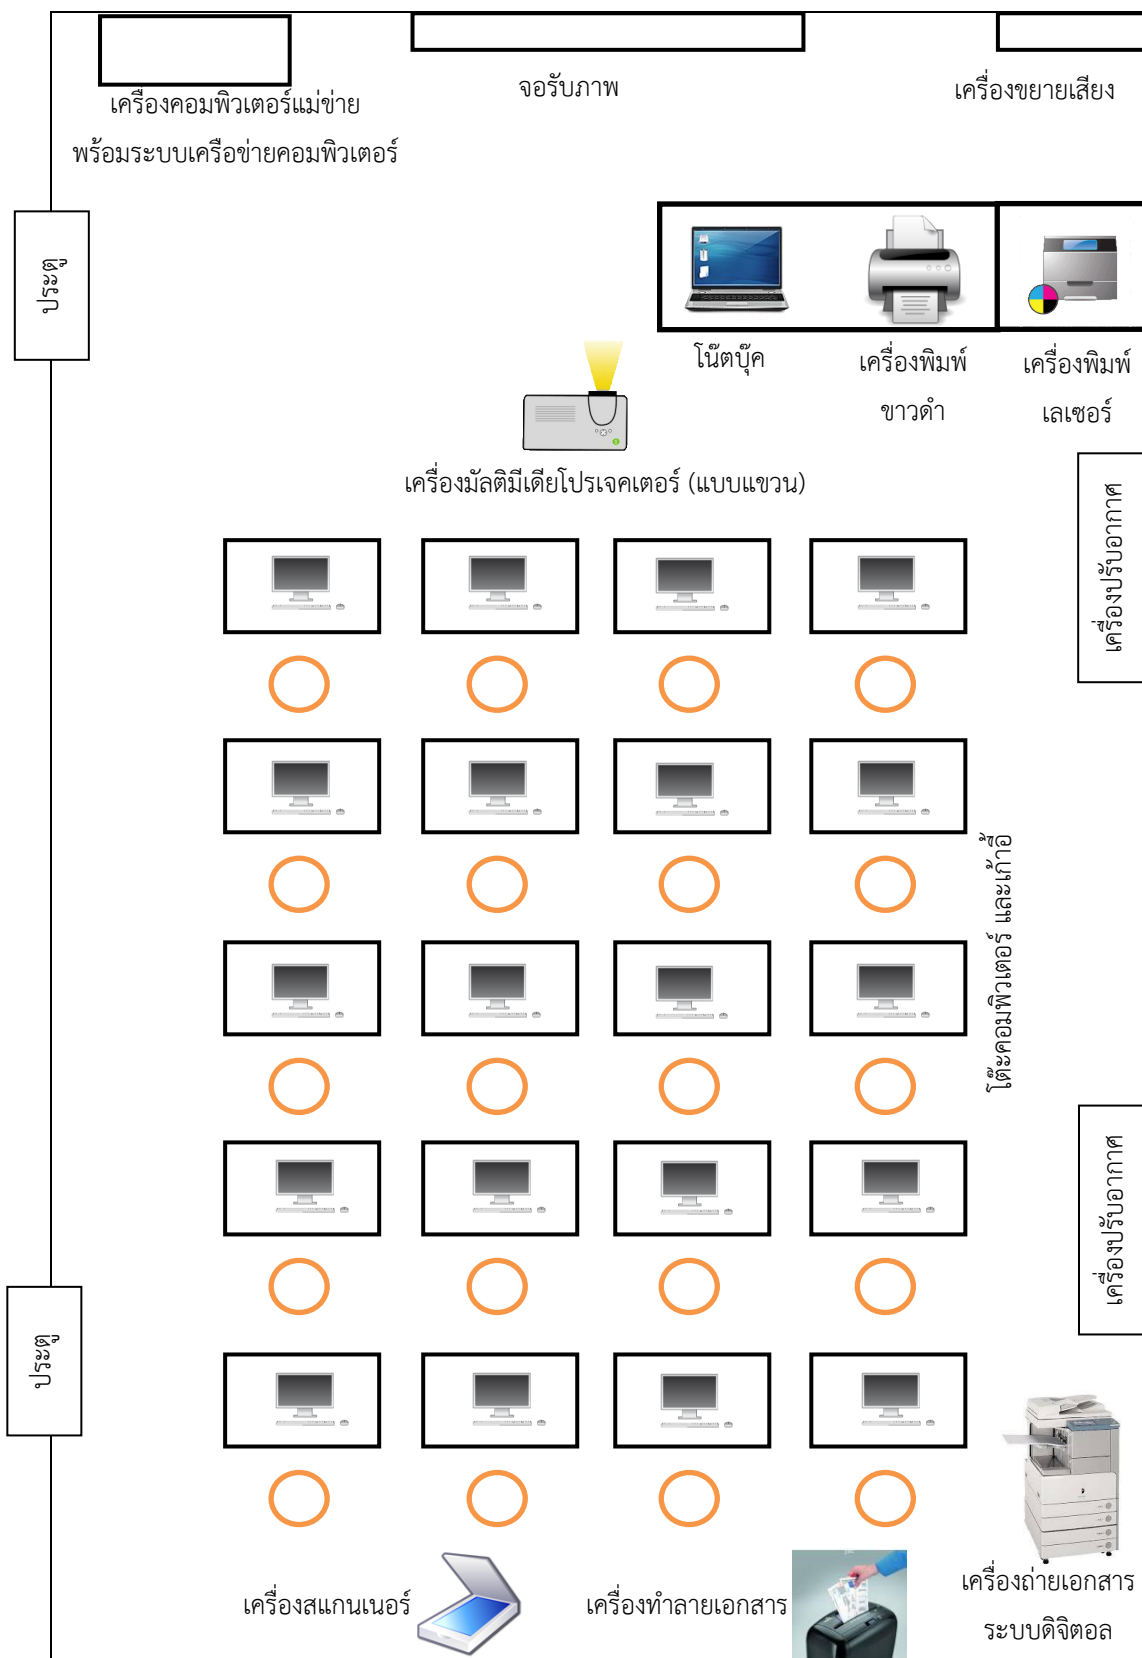 เครื่องคอมพิวเตอร์แม่ข่าย
พร้อมระบบเครือข่ายคอมพิวเตอร์
จอรับภาพ
เครื่องขยายเสียง
ประตู
โน๊ตบุ๊ค
เครื่องพิมพ์
ขาวดำ
เครื่องพิมพ์
เลเซอร์
เครื่องมัลติมีเดียโปรเจคเตอร์ (แบบแขวน)
เครื่องปรับอากาศ
โต๊ะคอมพิวเตอร์ และเก้าอี้
เครื่องปรับอากาศ
ประตู
เครื่องสแกนเนอร์
เครื่องทำลายเอกสาร
เครื่องถ่ายเอกสาร
ระบบดิจิตอล